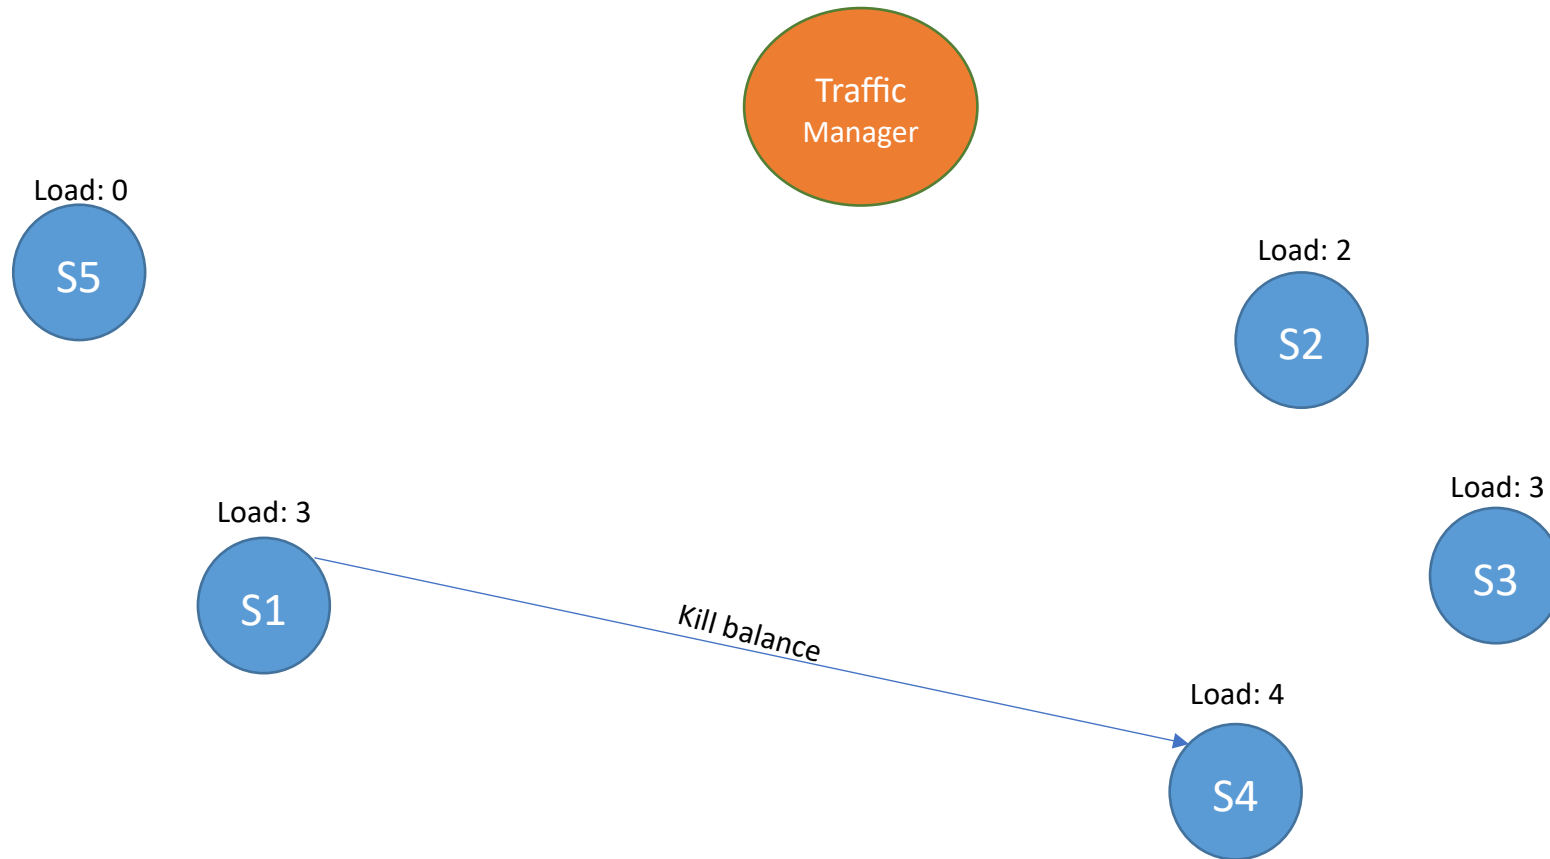 Traffic
Manager
Load: 0
S5
Load: 2
S2
Load: 3
S3
Load: 3
S1
Kill balance
Load: 4
S4